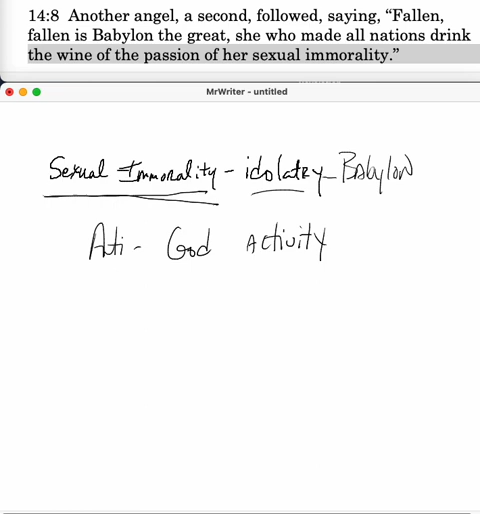 14:8 Another angel, a second, followed, saying, “Fallen,
fallen is Babylon the great, she who made all nations drink
the wine of the passion of her sexual immorality.”
MrWriter - untitled
Sexual Immorality - idolatry - Babylon
Ati - God activity